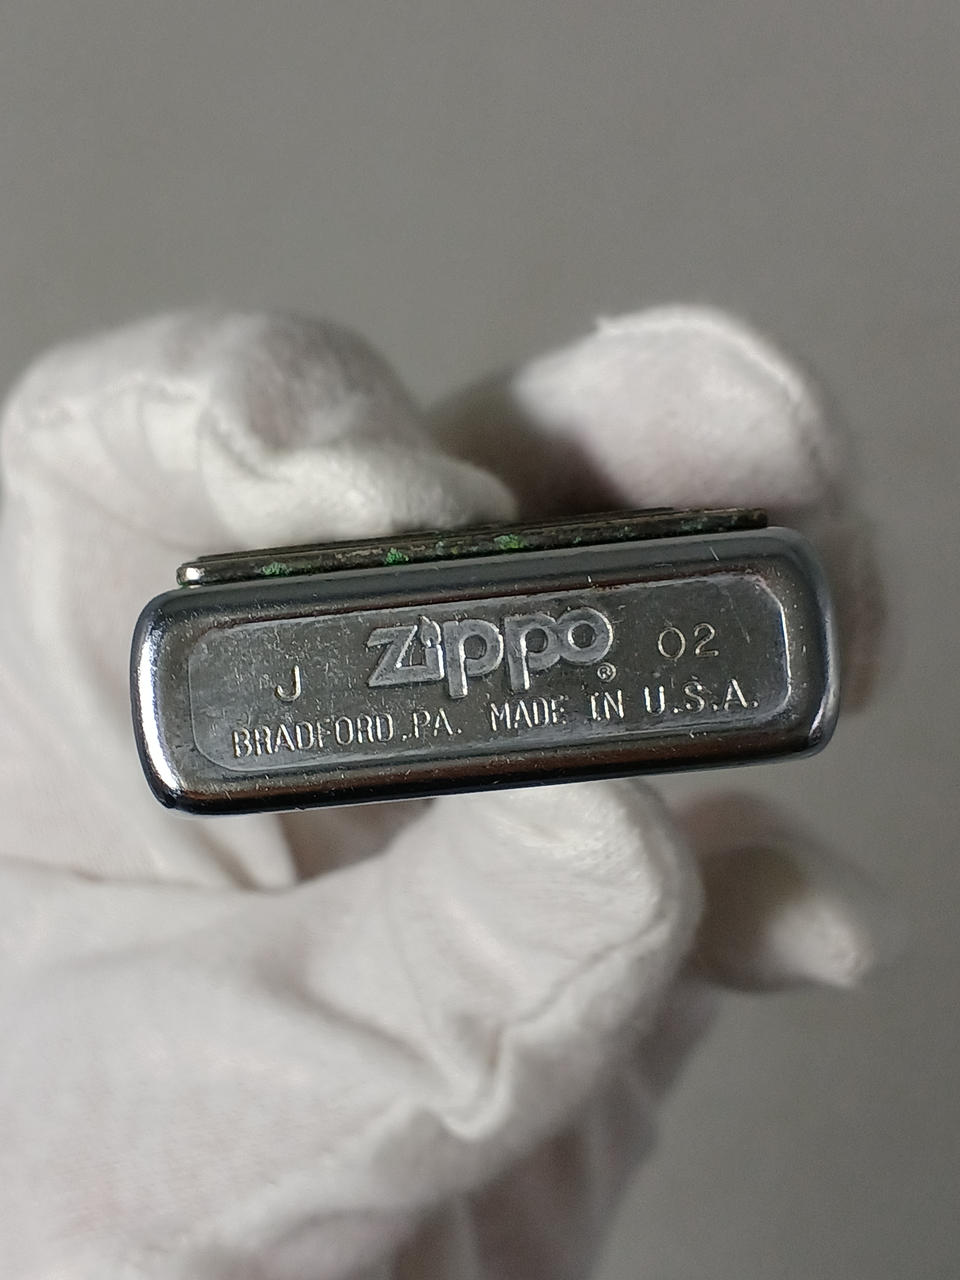 J Zippo ® 02
BRADFORD.PA. MADE IN U.S.A.